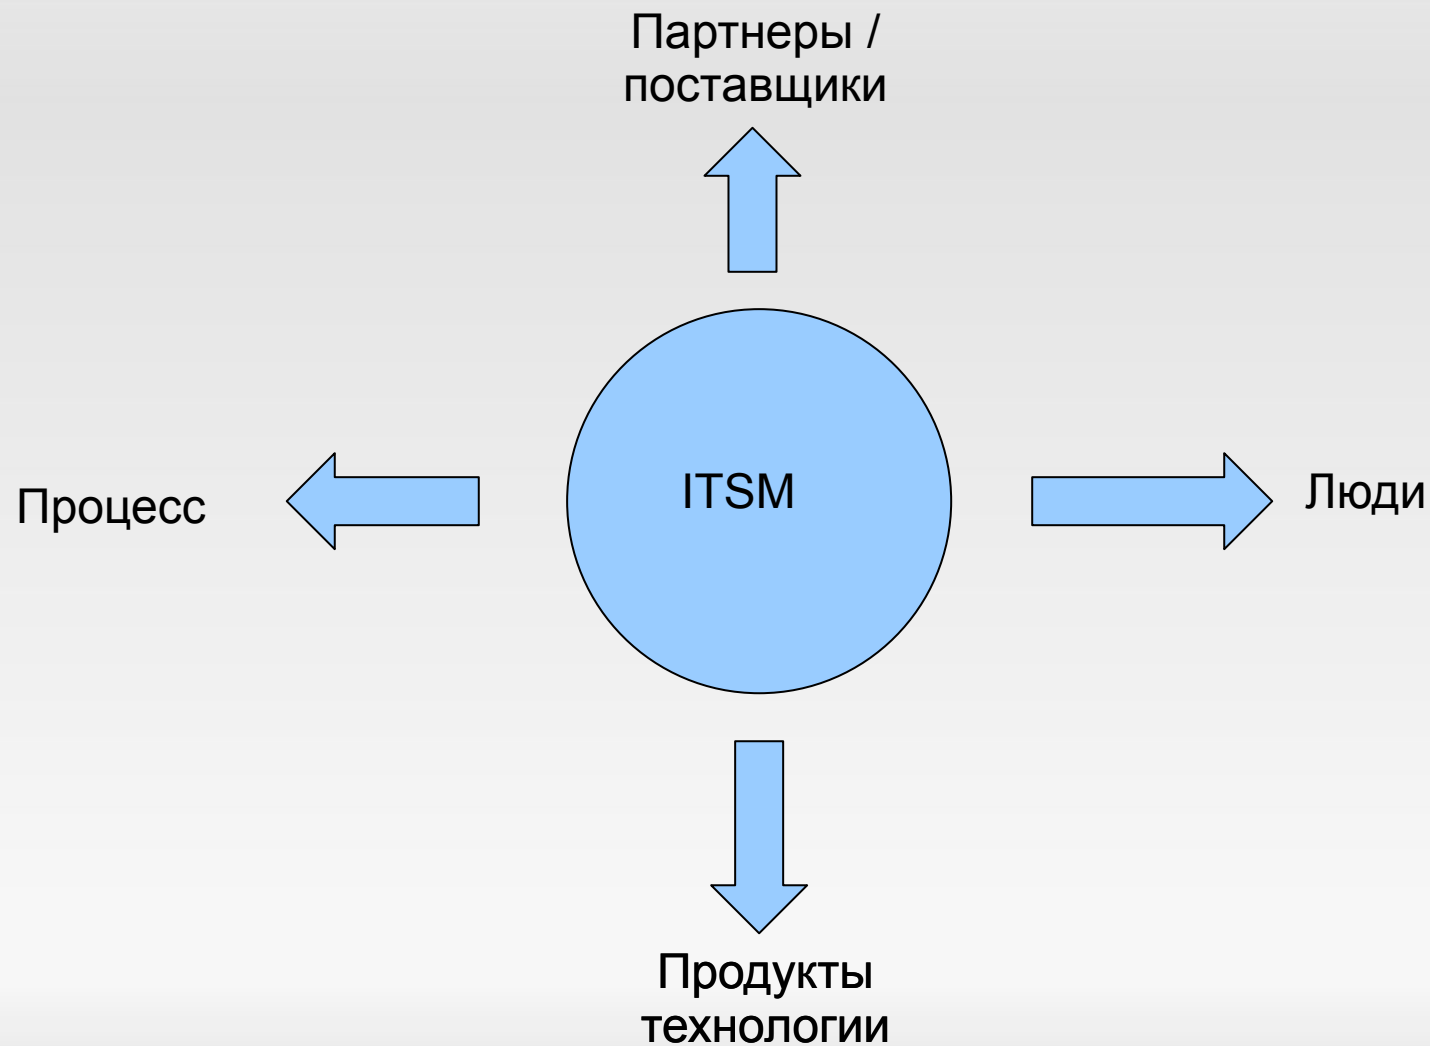 Партнеры /
поставщики
Процесс
ITSM
Люди
Продукты
технологии